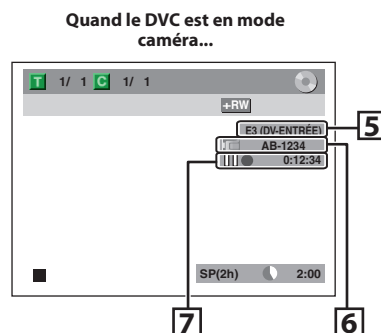 Quand le DVC est en mode
caméra...
T 1/ 1 C 1/ 1
+RW
E3 (DV-ENTRÉE)
5
AB-1234
0:12:34
SP(2h) 2:00
7
6